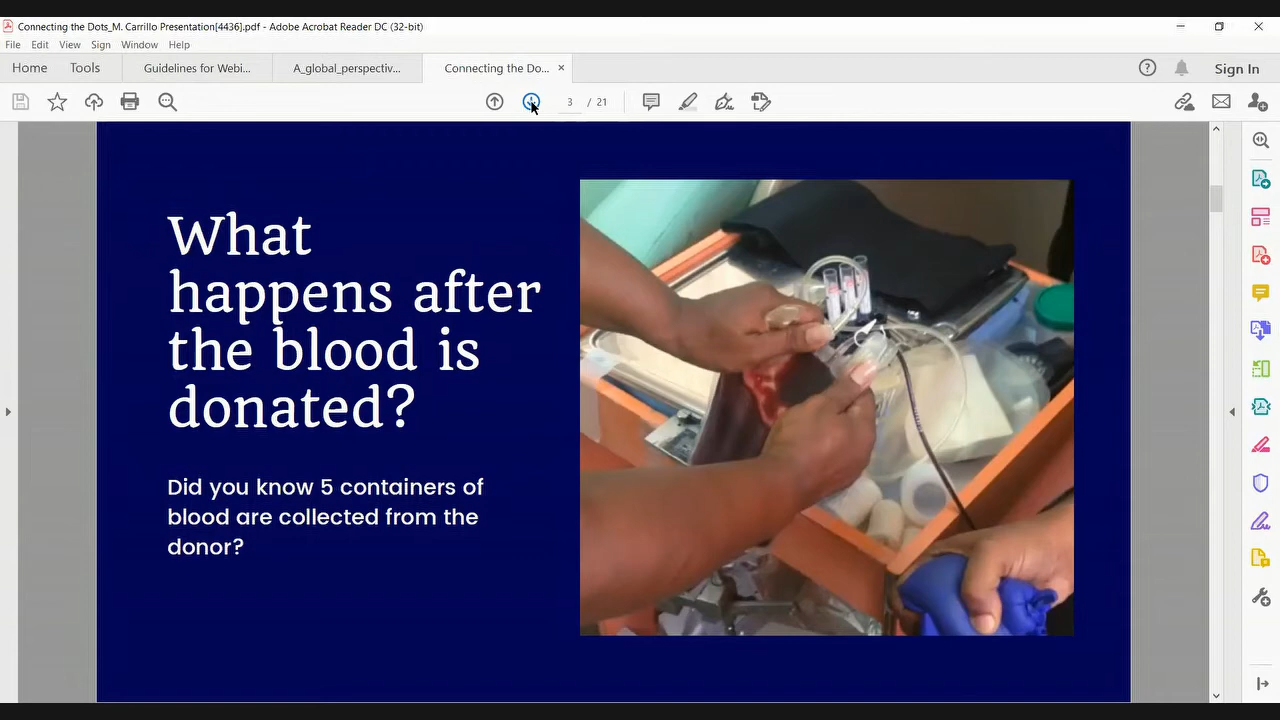 Connecting the Dots_M. Carrillo Presentation[4436].pdf - Adobe Acrobat Reader DC (32-bit)
File Edit View Sign Window Help
Home Tools Guidelines for Webi... A_global_perspectiv... Connecting the Do... Sign In
3 / 21
What
happens after
the blood is
donated?
Did you know 5 containers of
blood are collected from the
donor?